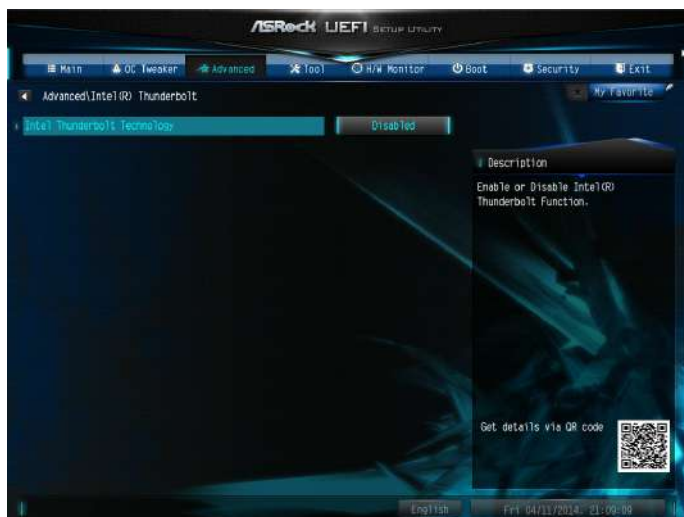 ASRock UEFI SETUP UTILITY
Main OC Tweaker Advanced Tool H/W Monitor Boot Security Exit
Advanced\Intel(R) Thunderbolt
My Favorite
Intel Thunderbolt Technology Disabled
Description
Enable or Disable Intel(R)
Thunderbolt Function.
Get details via QR code
English Fri 04/11/2014, 21:09:09